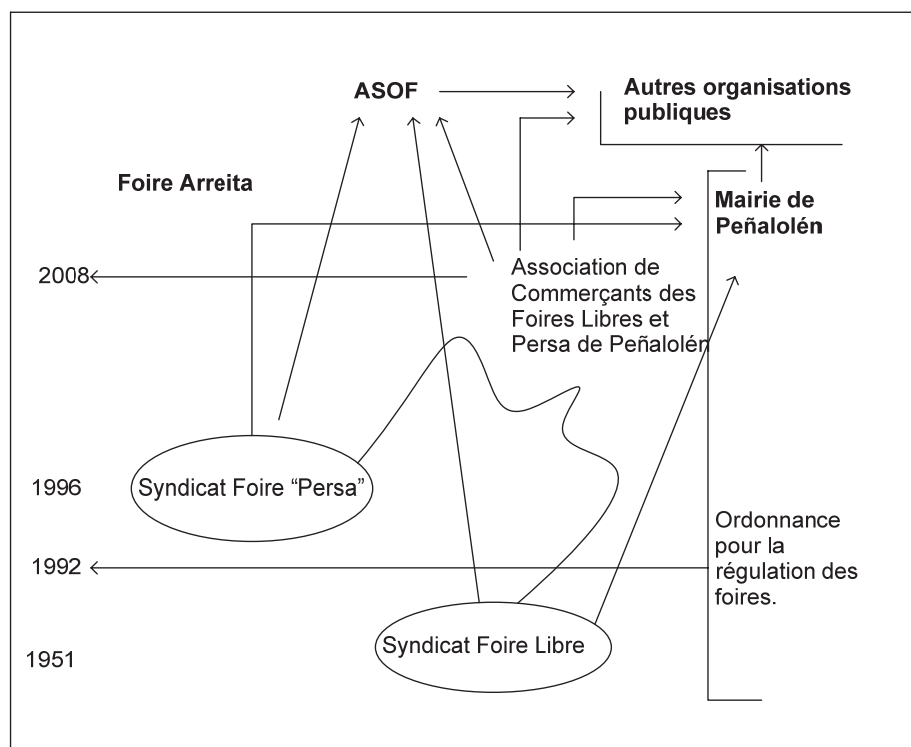 ASOF
Autres organisations
publiques
Foire Arreita
Mairie de
Peñalolén
2008
Association de
Commerçants des
Foires Libres et
Persa de Peñalolén
1996
Syndicat Foire “Persa”
Ordonnance
pour la
régulation des
foires.
1992
Syndicat Foire Libre
1951